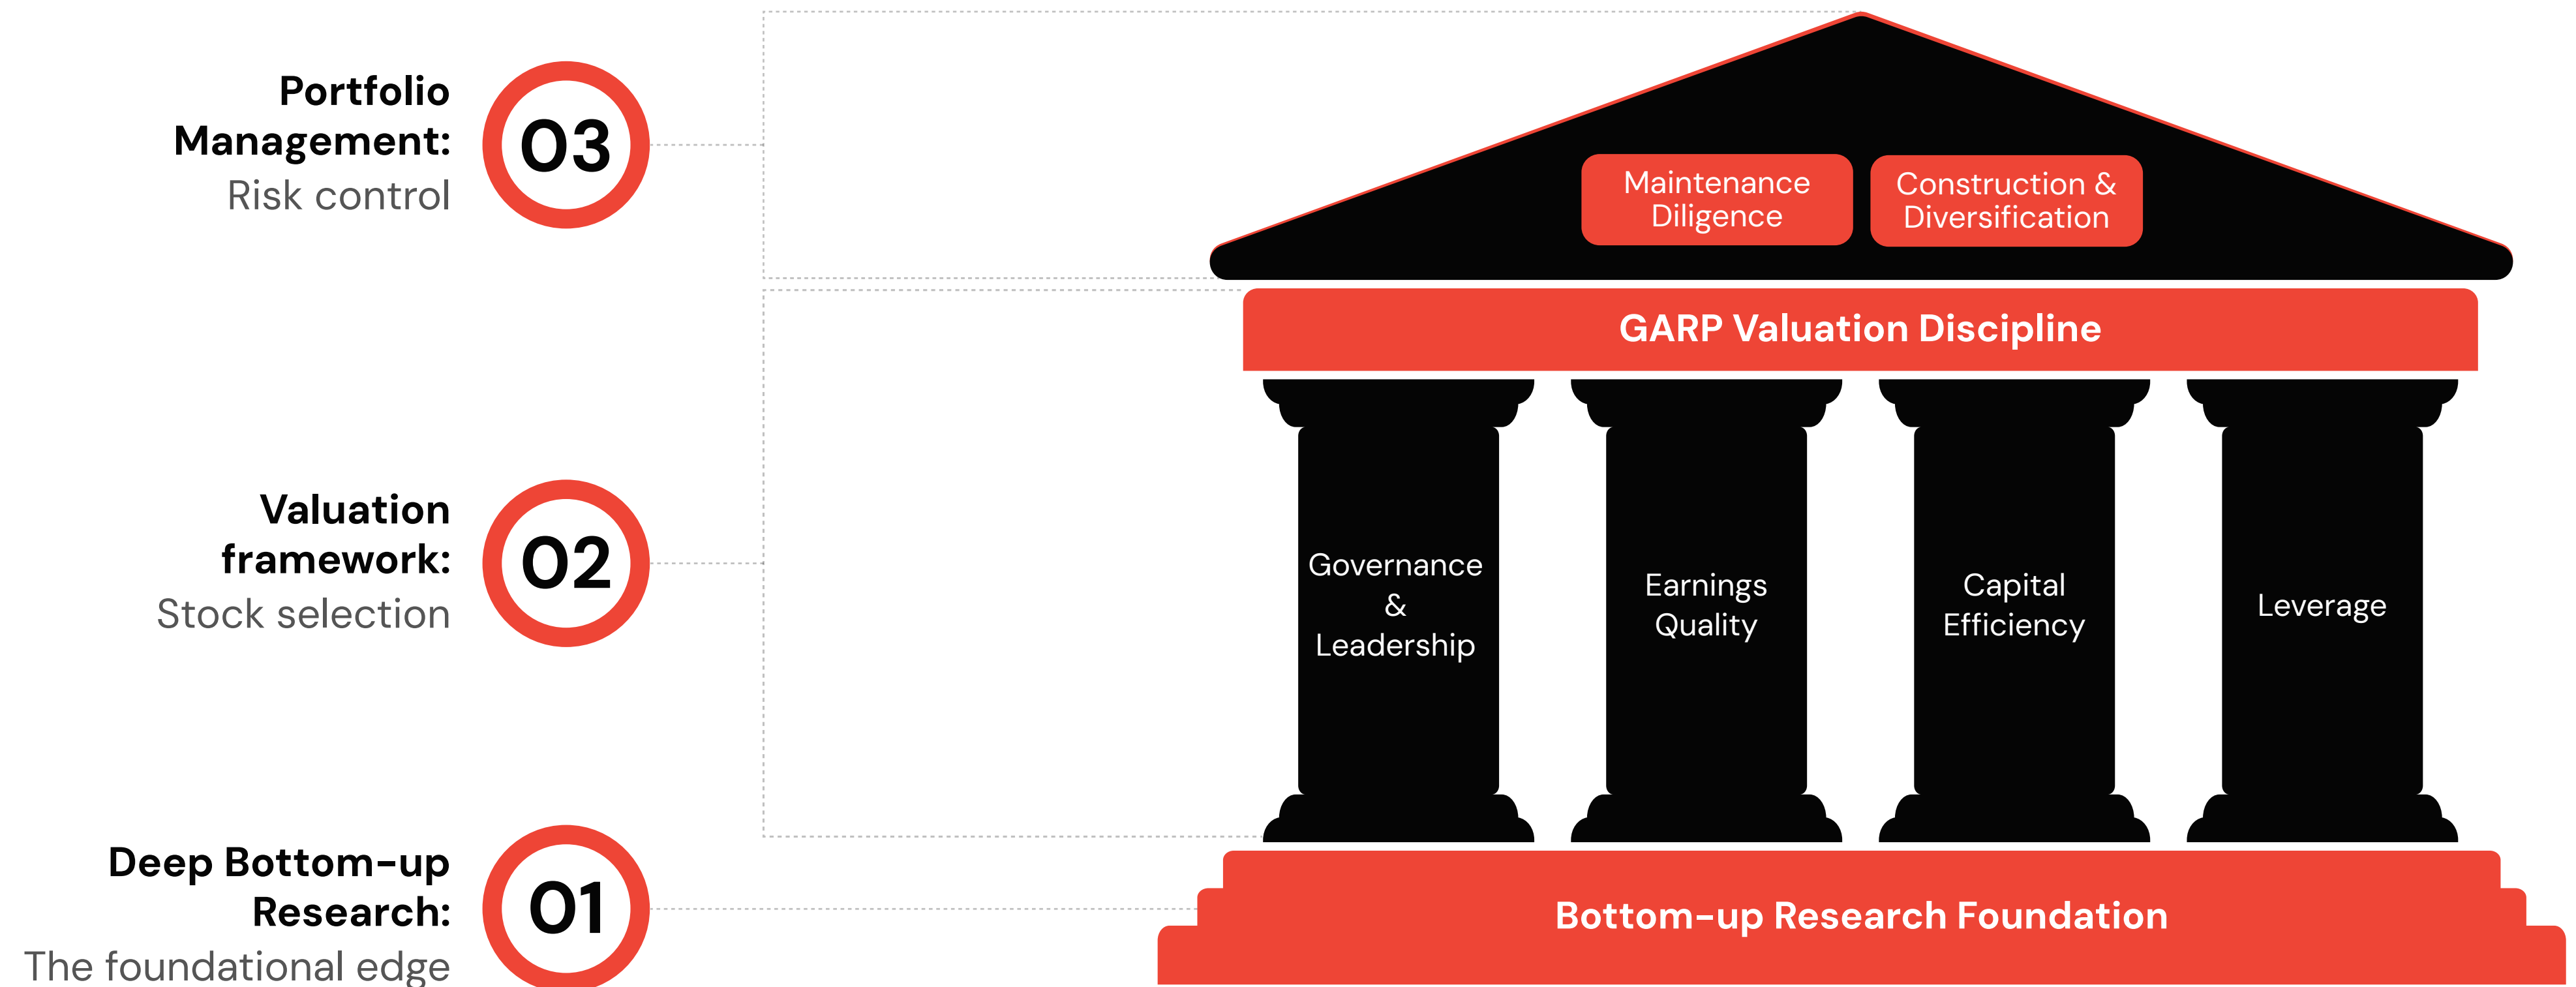 Portfolio
Management:
Risk control
03
Maintenance
Diligence
Construction &
Diversification
GARP Valuation Discipline
Valuation
framework:
Stock selection
02
Governance
&
Leadership
Earnings
Quality
Capital
Efficiency
Leverage
Deep Bottom-up
Research:
The foundational edge
01
Bottom-up Research Foundation